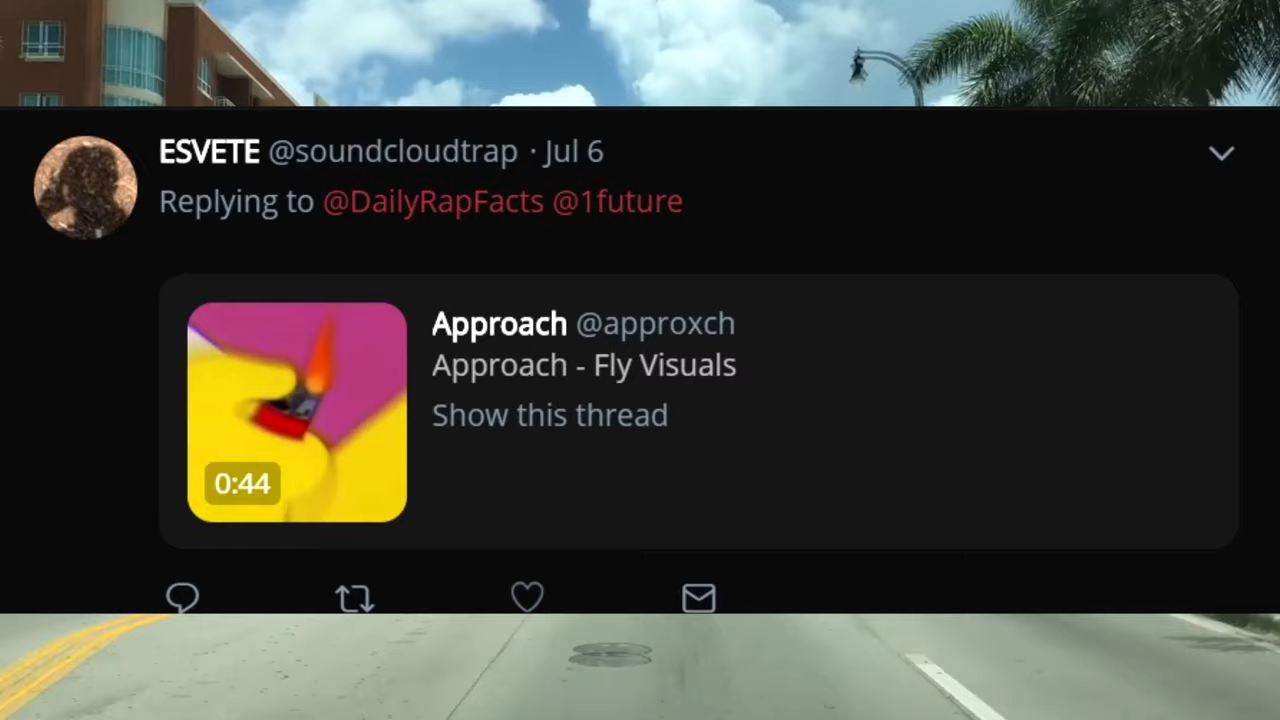 ESVETE @soundcloudtrap · Jul 6
Replying to @DailyRapFacts @1future
Approach @approxch
Approach - Fly Visuals
Show this thread
0:44